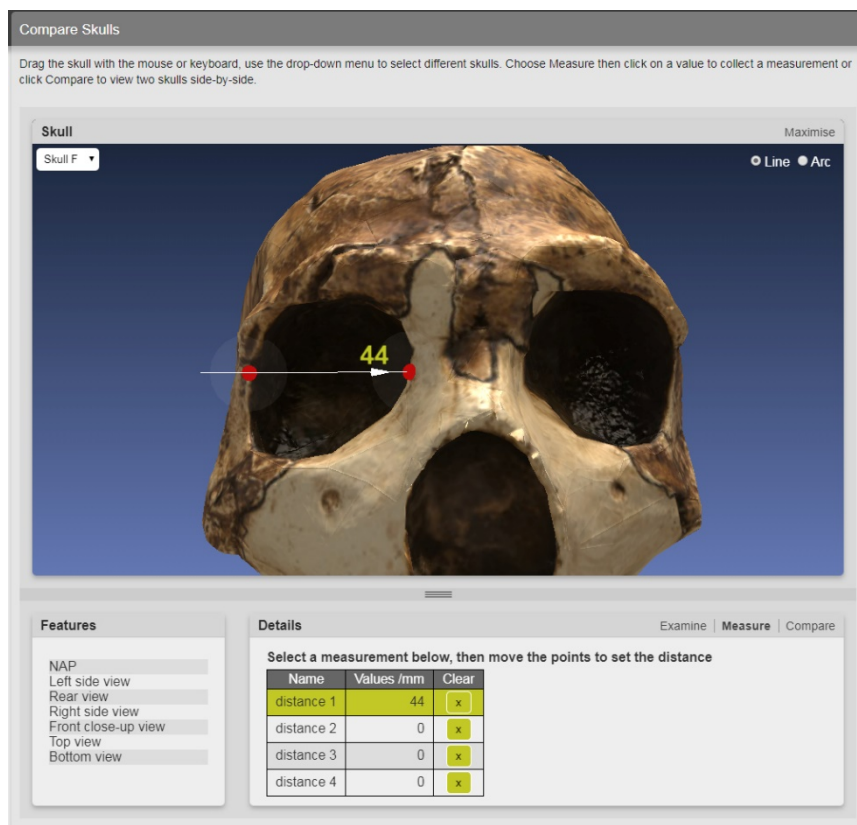 Compare Skulls
Drag the skull with the mouse or keyboard, use the drop-down menu to select different skulls. Choose Measure then click on a value to collect a measurement or
click Compare to view two skulls side-by-side.
Skull
Maximise
Skull F
Line Arc
44
Features
NAP
Left side view
Rear view
Right side view
Front close-up view
Top view
Bottom view
Details
Examine | Measure | Compare
Select a measurement below, then move the points to set the distance
Name Values /mm Clear
distance 1 44 x
distance 2 0 x
distance 3 0 x
distance 4 0 x